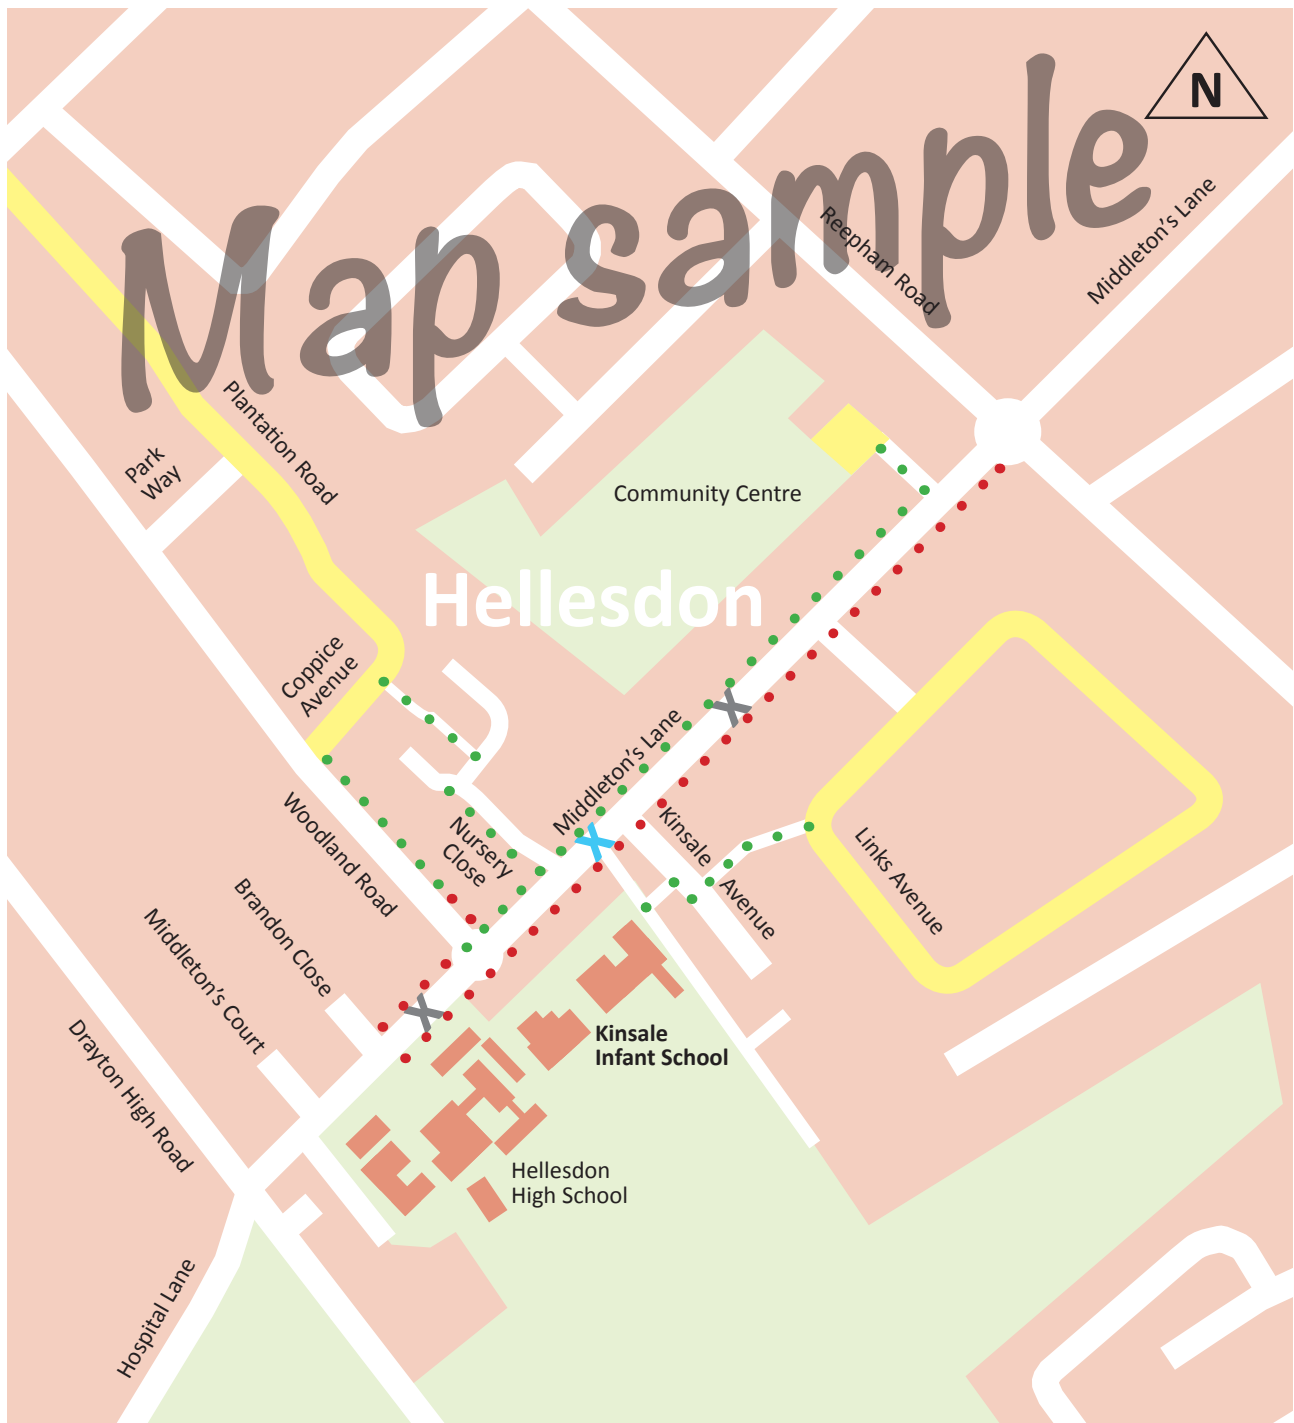 N
Map sample
Reepham Road
Middleton's Lane
Plantation Road
Park
Way
Community Centre
Hellesdon
Coppice
Avenue
Middleton's Lane
Woodland Road
Nursery
Close
Kinsale
Avenue
Links Avenue
Brandon Close
Middleton's Court
Drayton High Road
Kinsale
Infant School
Hellesdon
High School
Hospital Lane